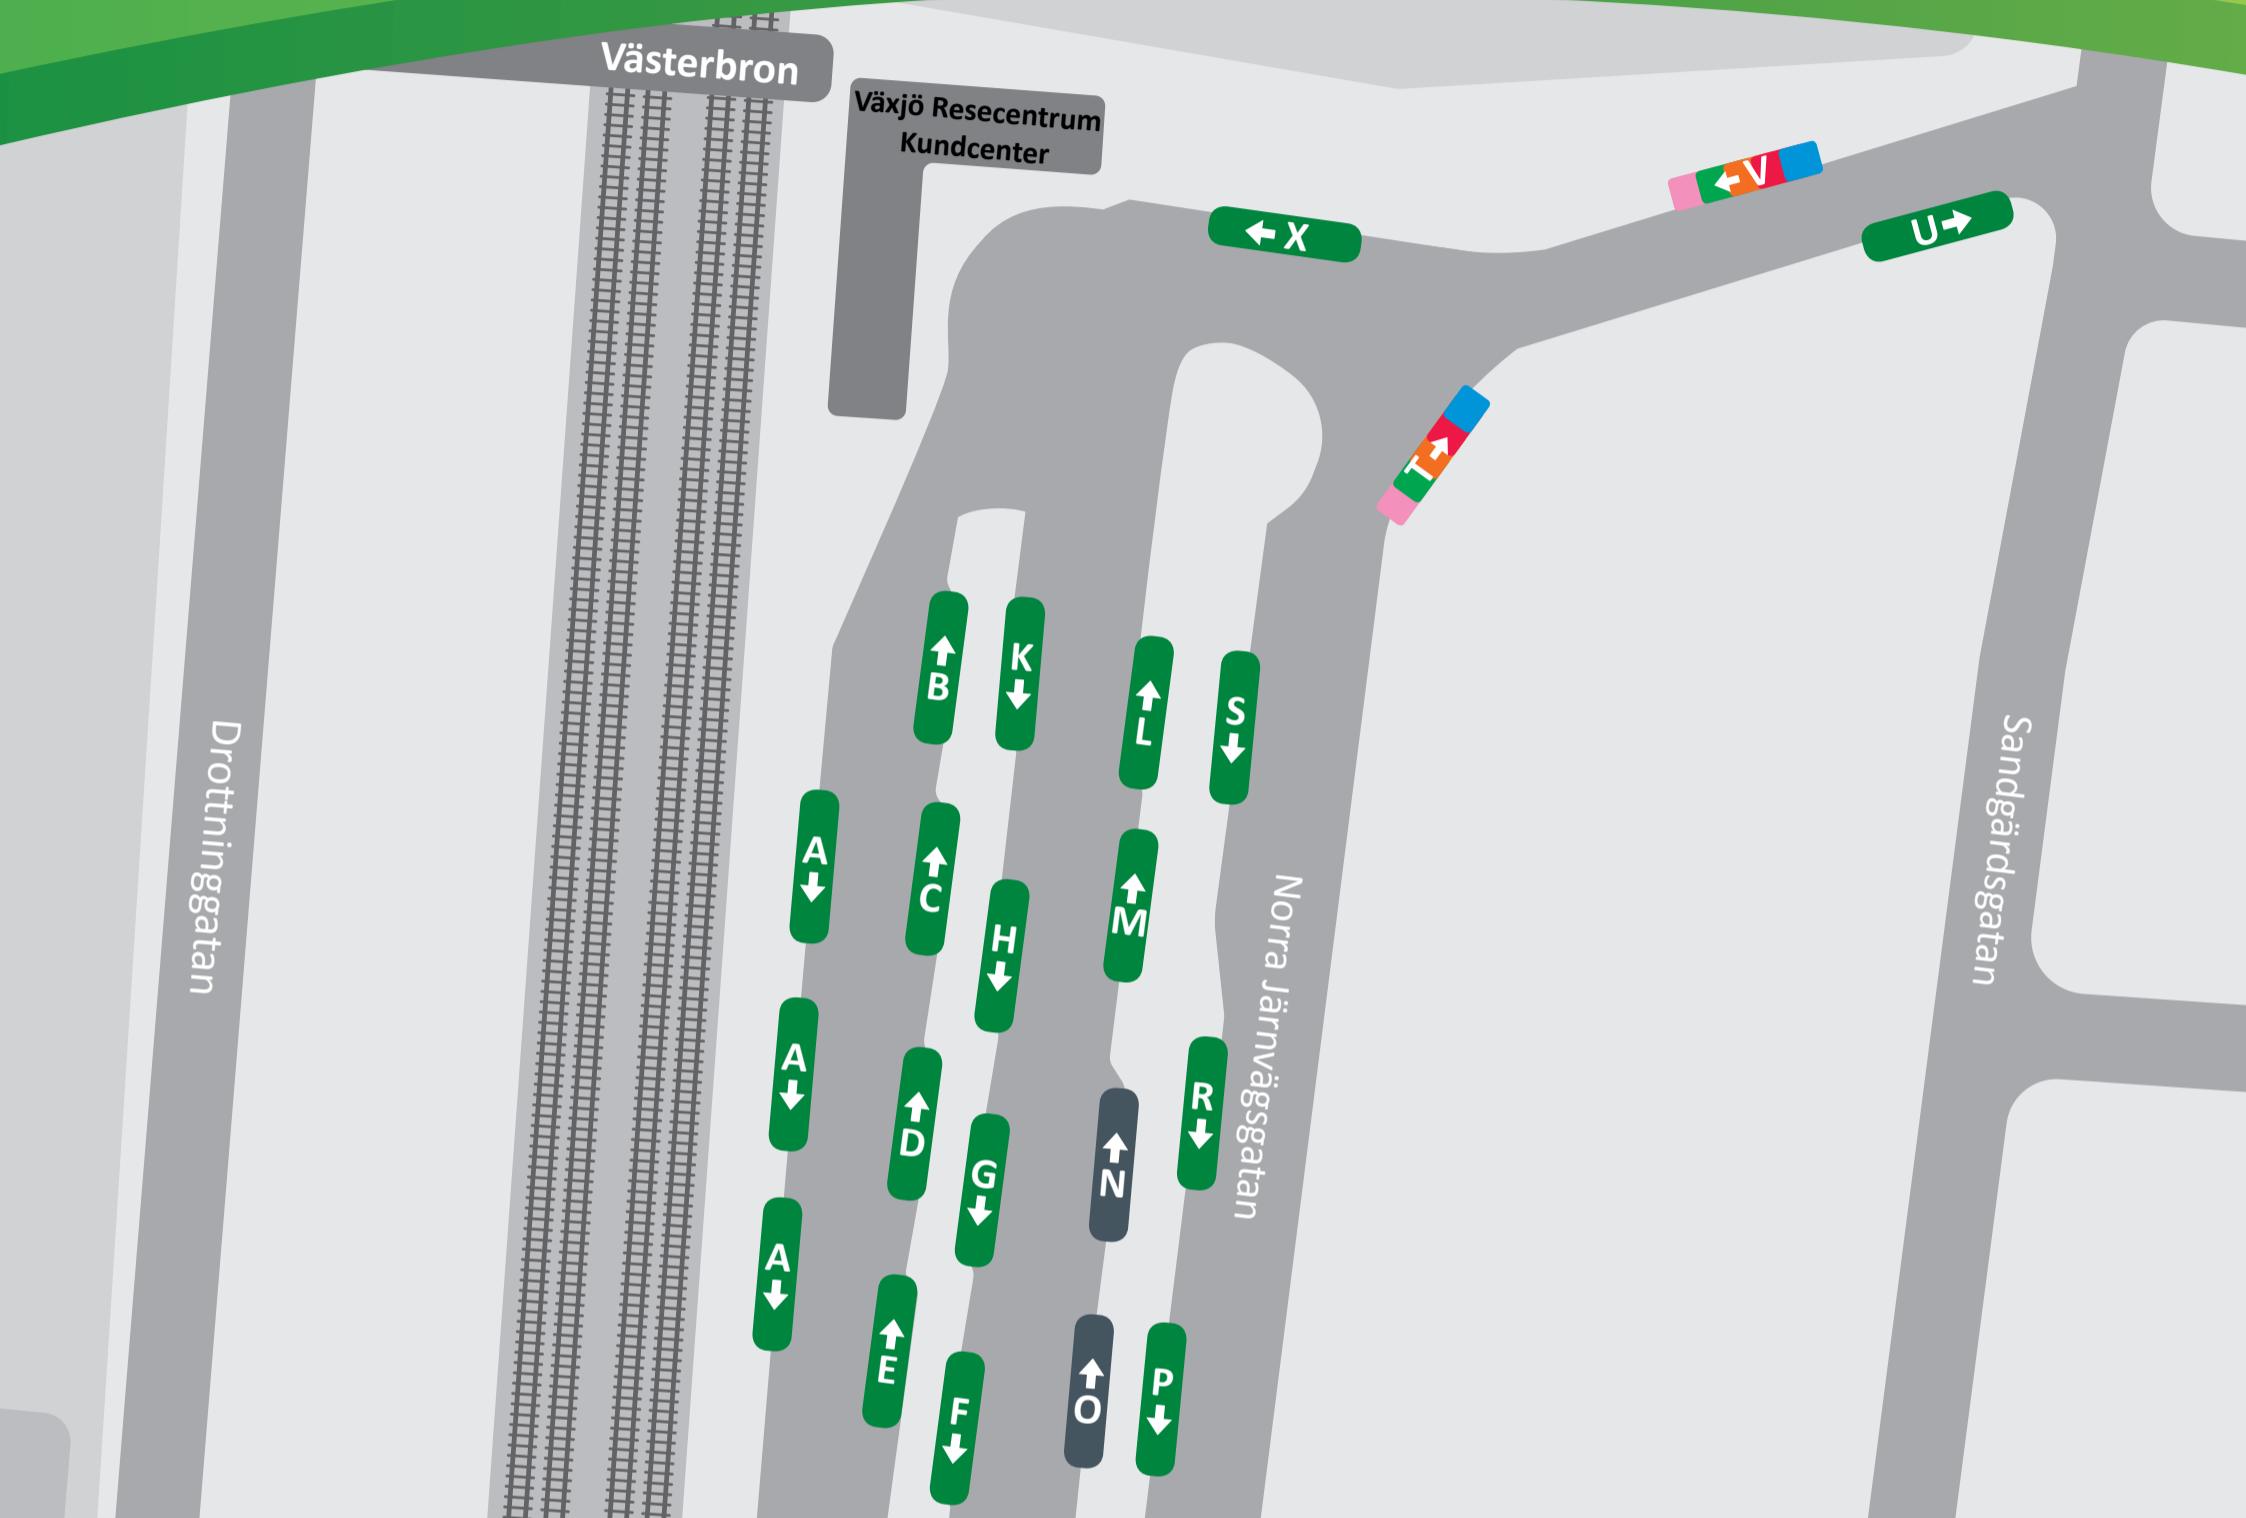 Västerbron
Växjö Resecentrum
Kundcenter
← V
U →
← X
T →
↑ B
K ↓
↑ L
S ↓
A ↓
↑ C
↑ M
H ↓
A ↓
↑ D
R ↓
↑ N
G ↓
A ↓
↑ E
↑ O
P ↓
F ↓
Drottninggatan
Norra Järnvägsgatan
Sandgärdsgatan